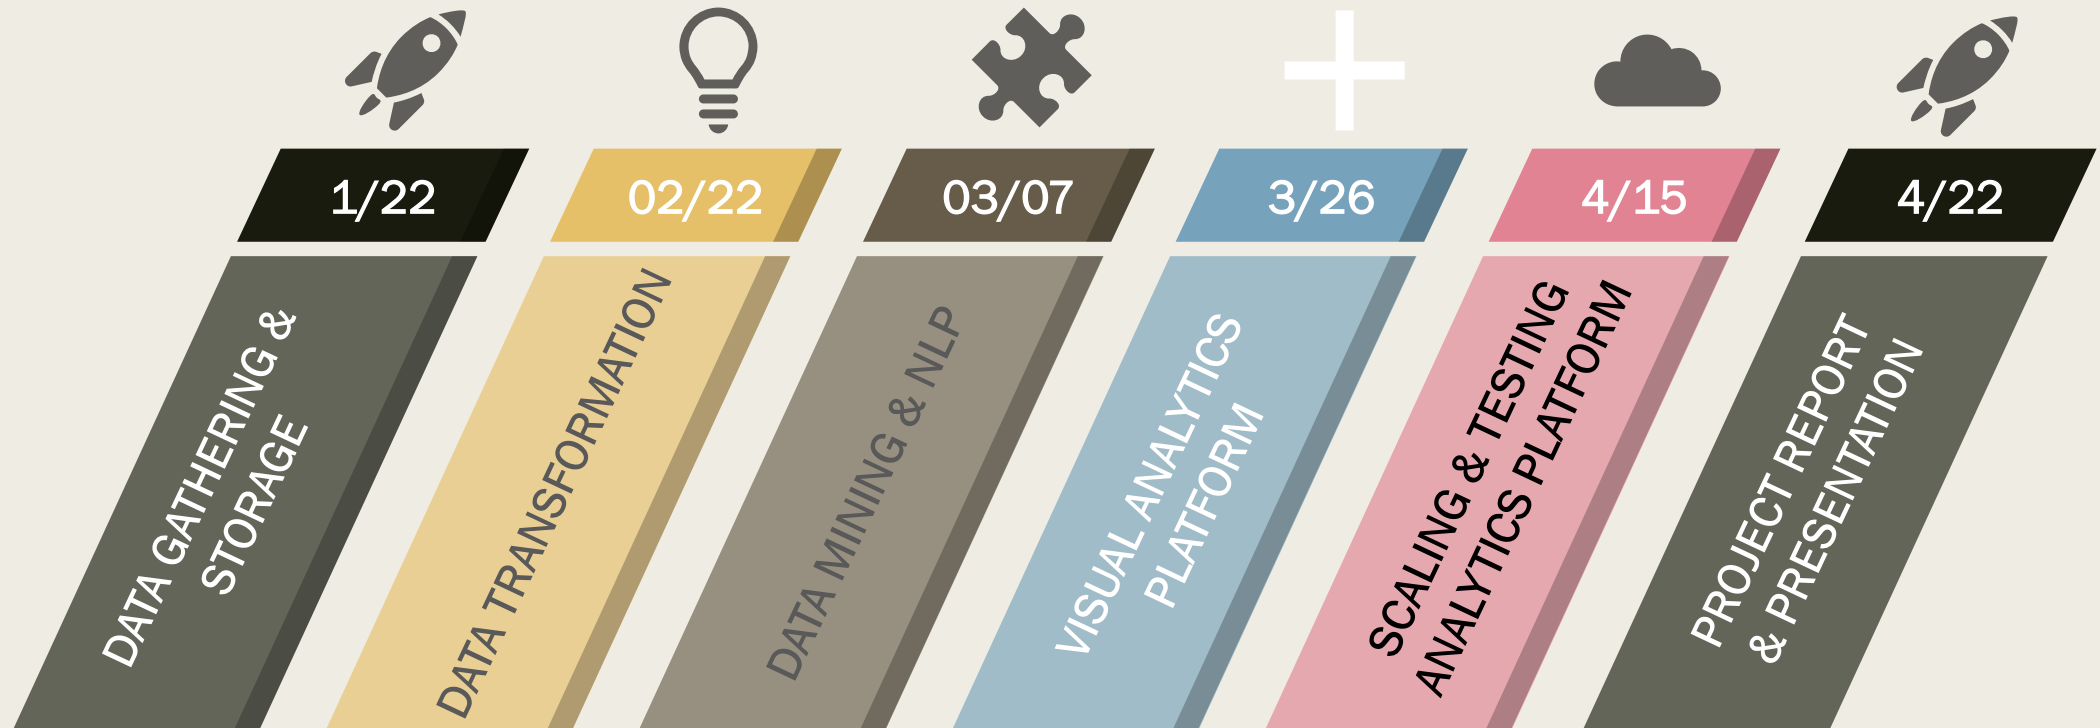 1/22
DATA GATHERING &
STORAGE
02/22
DATA TRANSFORMATION
03/07
DATA MINING & NLP
3/26
VISUAL ANALYTICS
PLATFORM
4/15
SCALING & TESTING
ANALYTICS PLATFORM
4/22
PROJECT REPORT
& PRESENTATION